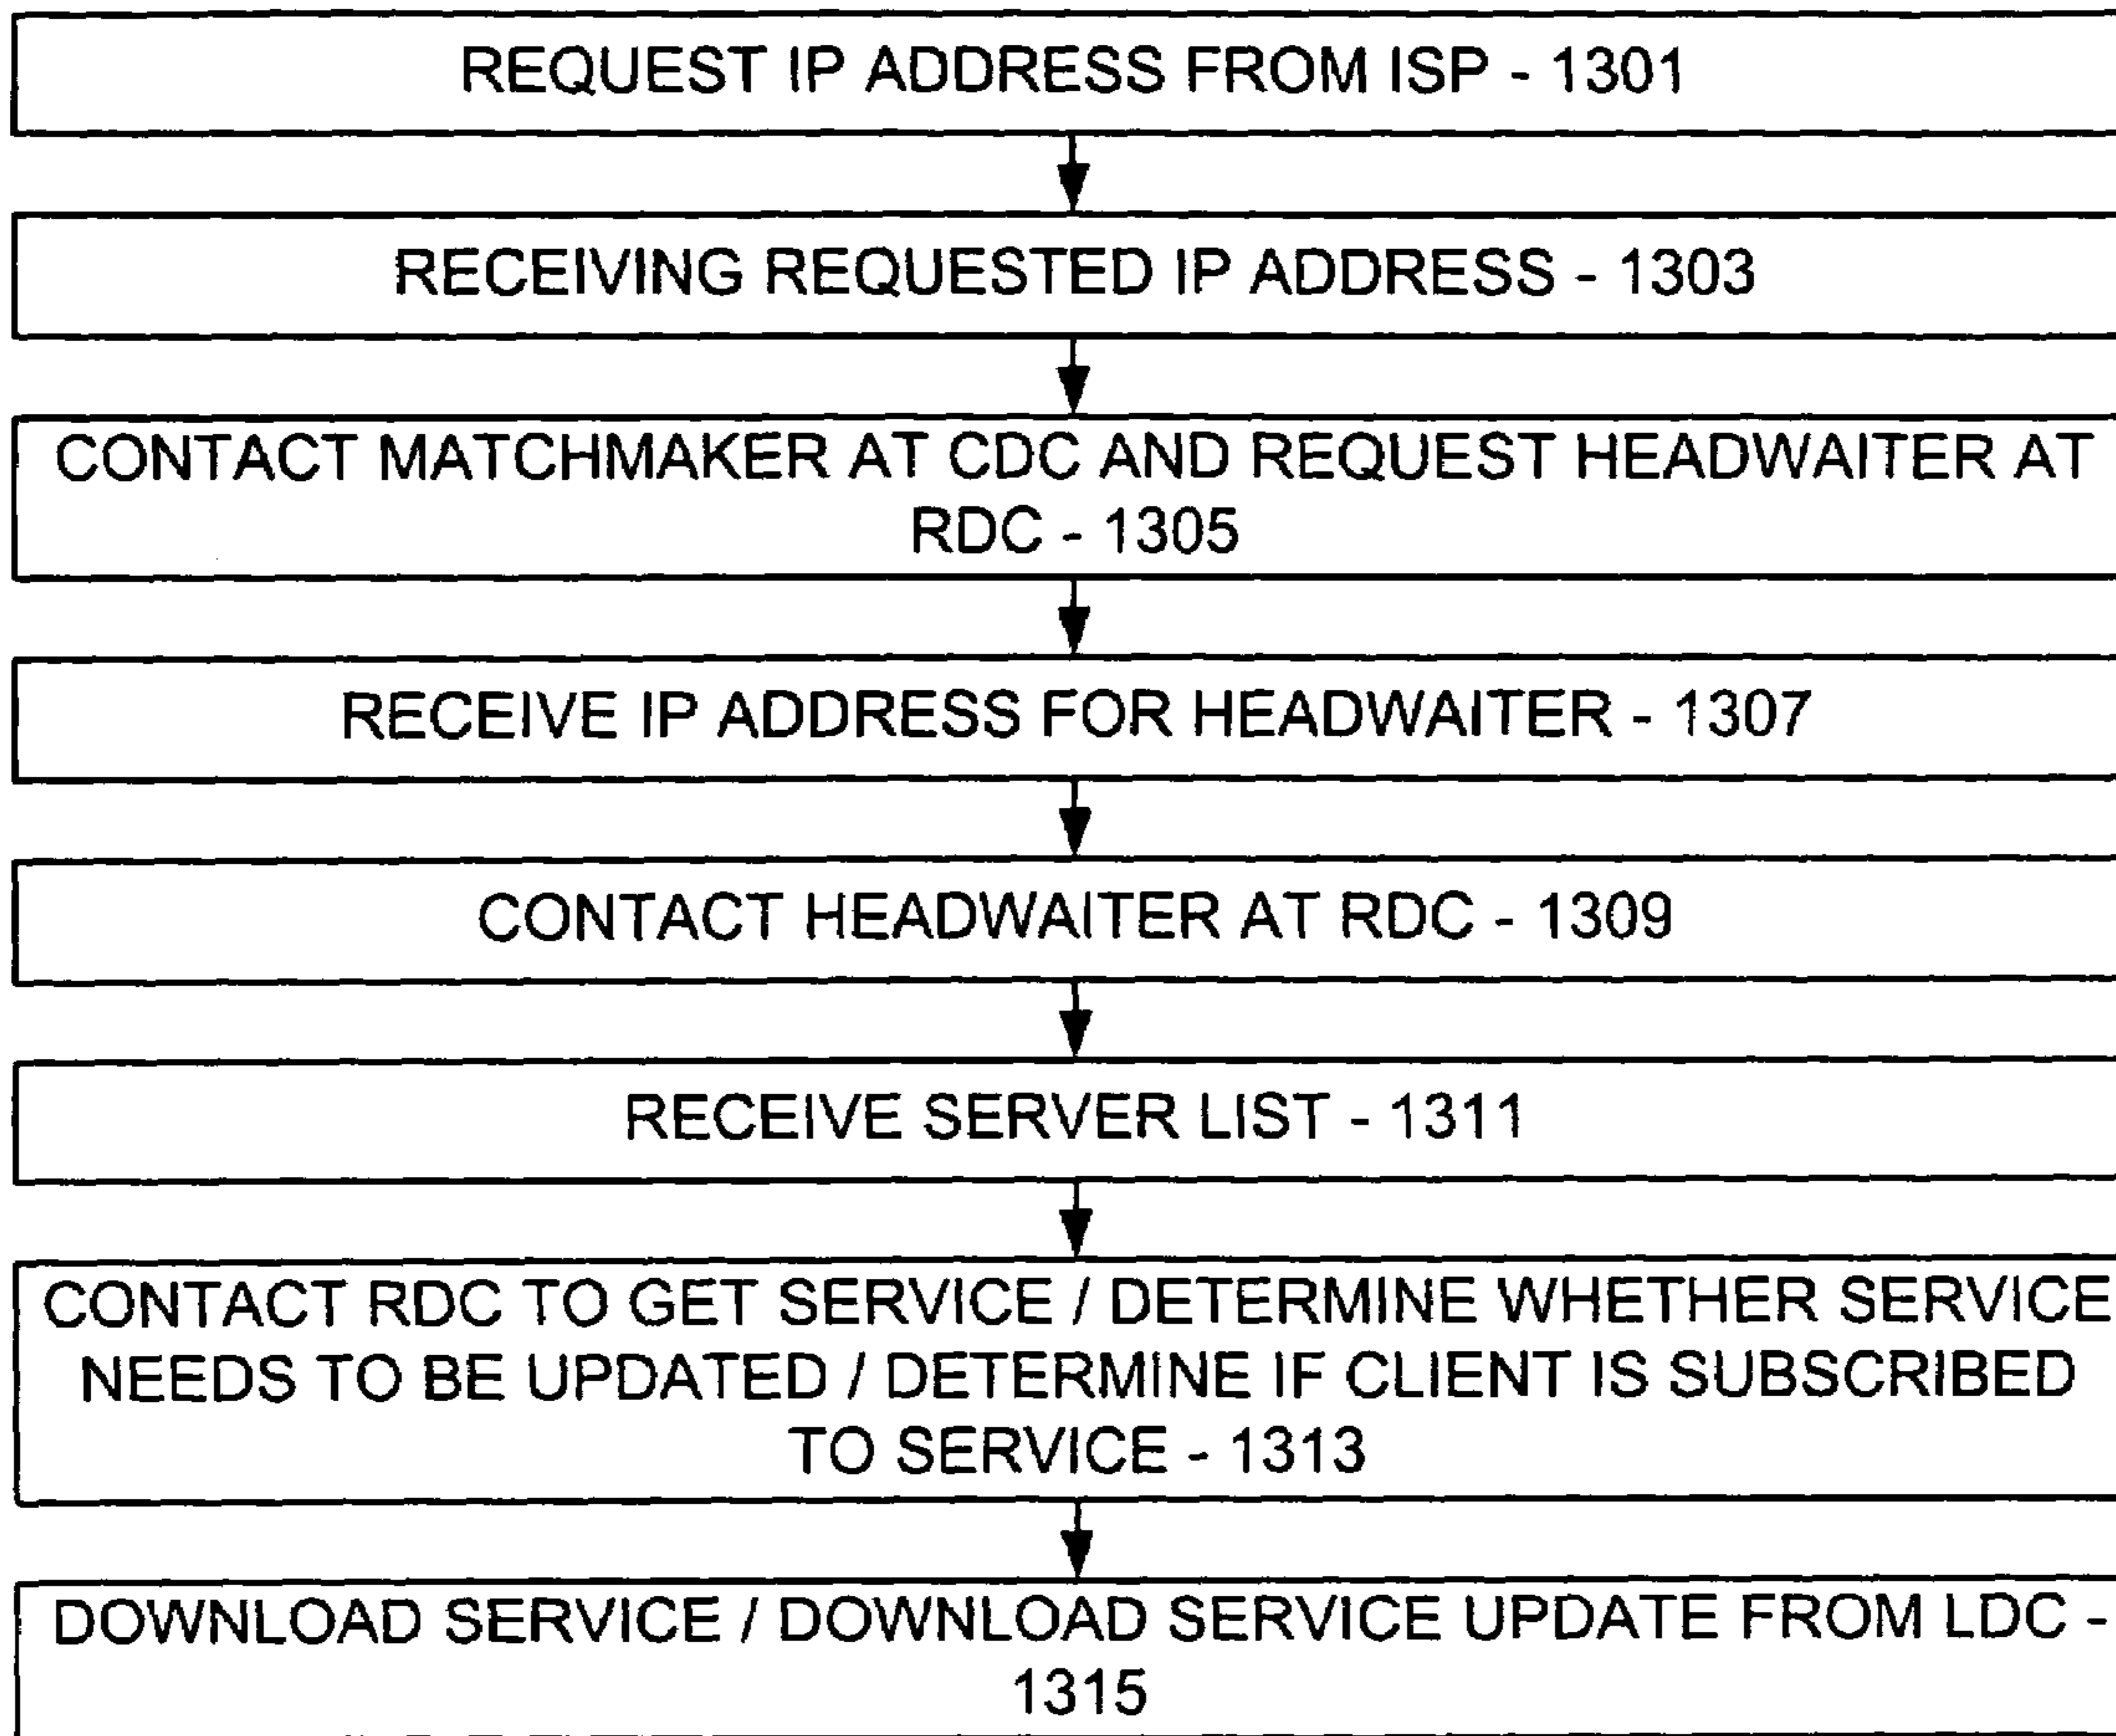 REQUEST IP ADDRESS FROM ISP - 1301
RECEIVING REQUESTED IP ADDRESS - 1303
CONTACT MATCHMAKER AT CDC AND REQUEST HEADWAITER AT
RDC - 1305
RECEIVE IP ADDRESS FOR HEADWAITER - 1307
CONTACT HEADWAITER AT RDC - 1309
RECEIVE SERVER LIST - 1311
CONTACT RDC TO GET SERVICE / DETERMINE WHETHER SERVICE
NEEDS TO BE UPDATED / DETERMINE IF CLIENT IS SUBSCRIBED
TO SERVICE - 1313
DOWNLOAD SERVICE / DOWNLOAD SERVICE UPDATE FROM LDC -
1315